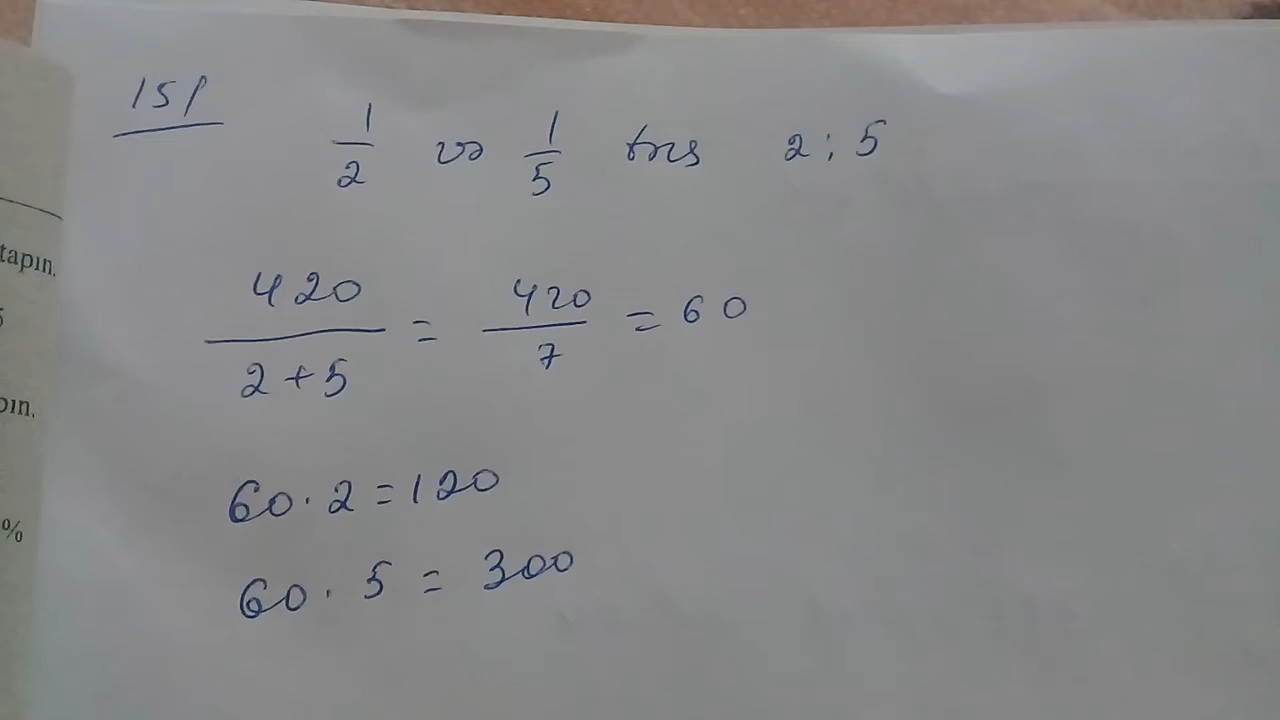 151
1/2 və 1/5 tərs 2:5
tapın.
420/2+5 = 420/7 = 60
pın.
60·2=120
%
60·5=300